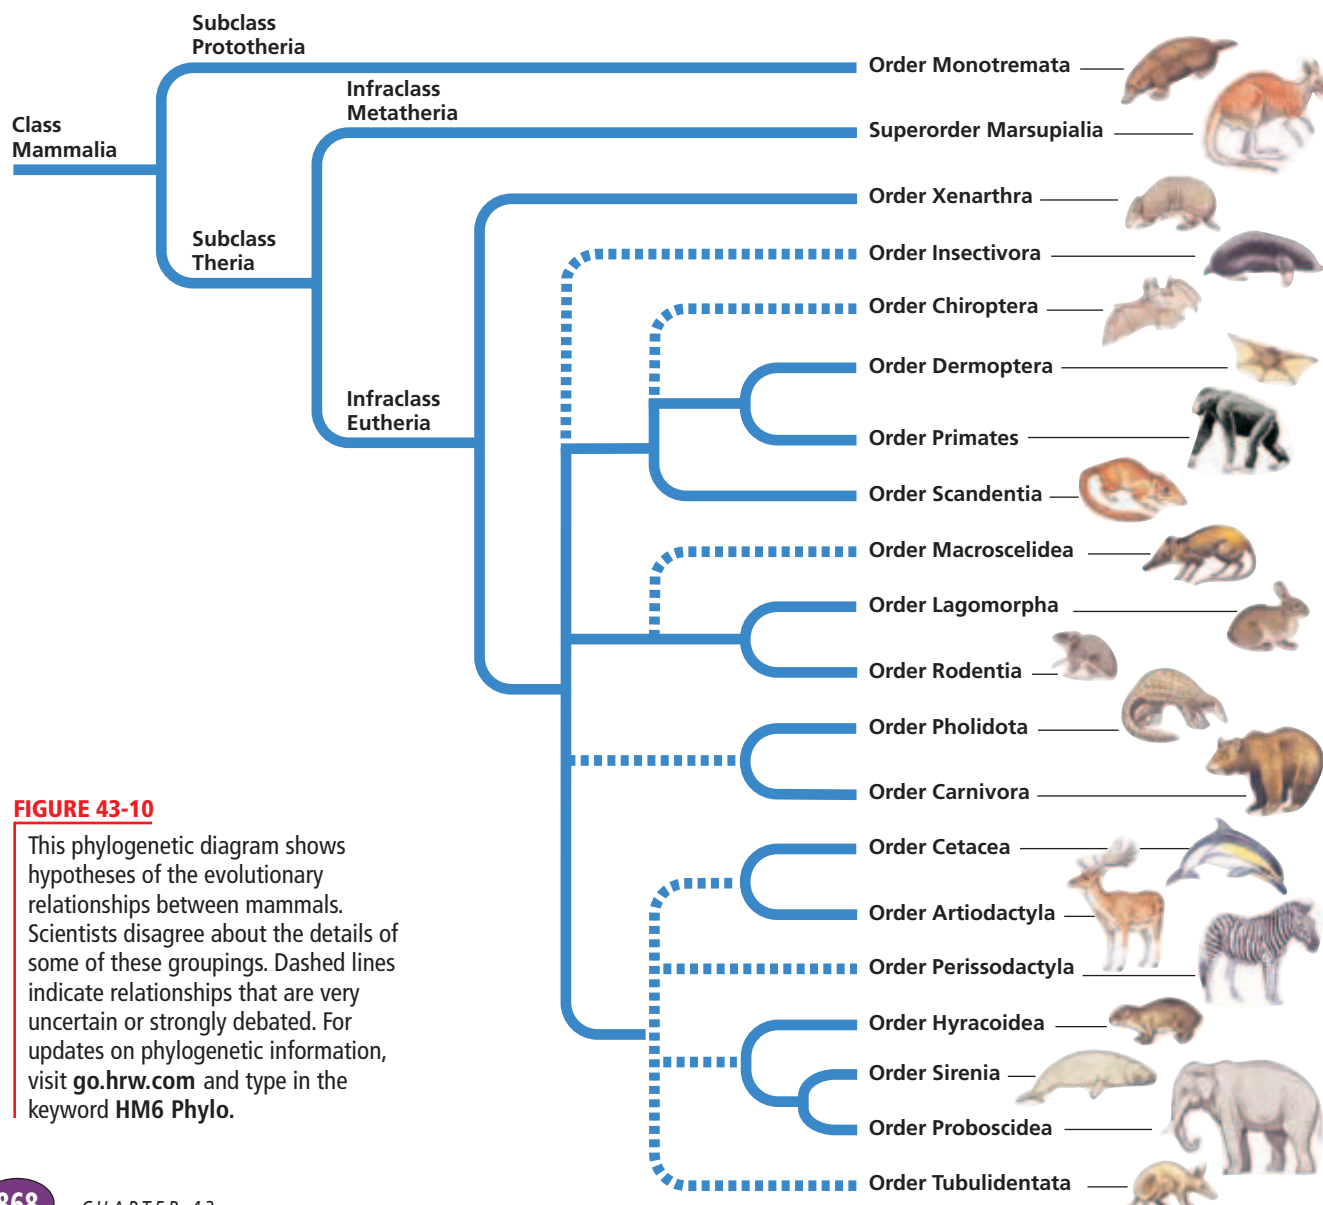 Subclass
Prototheria
Order Monotremata
Infraclass
Metatheria
Class
Mammalia
Superorder Marsupialia
Order Xenarthra
Subclass
Theria
Order Insectivora
Order Chiroptera
Order Dermoptera
Infraclass
Eutheria
Order Primates
Order Scandentia
Order Macroscelidea
Order Lagomorpha
Order Rodentia
Order Pholidota
Order Carnivora
Order Cetacea
Order Artiodactyla
Order Perissodactyla
Order Hyracoidea
Order Sirenia
Order Proboscidea
Order Tubulidentata
FIGURE 43-10
This phylogenetic diagram shows
hypotheses of the evolutionary
relationships between mammals.
Scientists disagree about the details of
some of these groupings. Dashed lines
indicate relationships that are very
uncertain or strongly debated. For
updates on phylogenetic information,
visit go.hrw.com and type in the
keyword HM6 Phylo.
868
CHAPTER 43